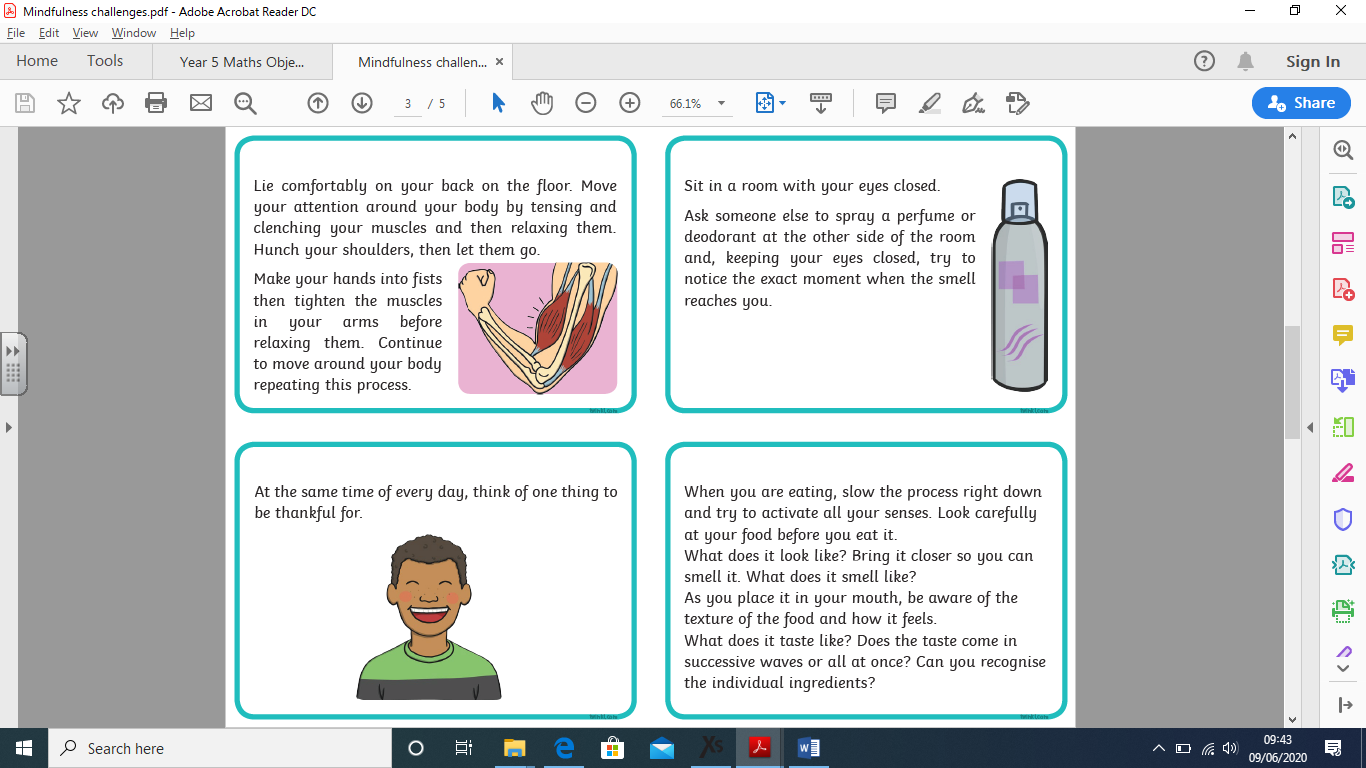 Mindfulness challenges.pdf - Adobe Acrobat Reader DC
File Edit View Window Help
Home Tools Year 5 Maths Obje... Mindfulness challen... Sign In
3 / 5 66.1% Share
Lie comfortably on your back on the floor. Move
your attention around your body by tensing and
clenching your muscles and then relaxing them.
Hunch your shoulders, then let them go.
Make your hands into fists
then tighten the muscles
in your arms before
relaxing them. Continue
to move around your body
repeating this process.
twinkl.com
Sit in a room with your eyes closed.
Ask someone else to spray a perfume or
deodorant at the other side of the room
and, keeping your eyes closed, try to
notice the exact moment when the smell
reaches you.
twinkl.com
At the same time of every day, think of one thing to
be thankful for.
twinkl.com
When you are eating, slow the process right down
and try to activate all your senses. Look carefully
at your food before you eat it.
What does it look like? Bring it closer so you can
smell it. What does it smell like?
As you place it in your mouth, be aware of the
texture of the food and how it feels.
What does it taste like? Does the taste come in
successive waves or all at once? Can you recognise
the individual ingredients?
twinkl.com
Search here
Xs
09:43
09/06/2020